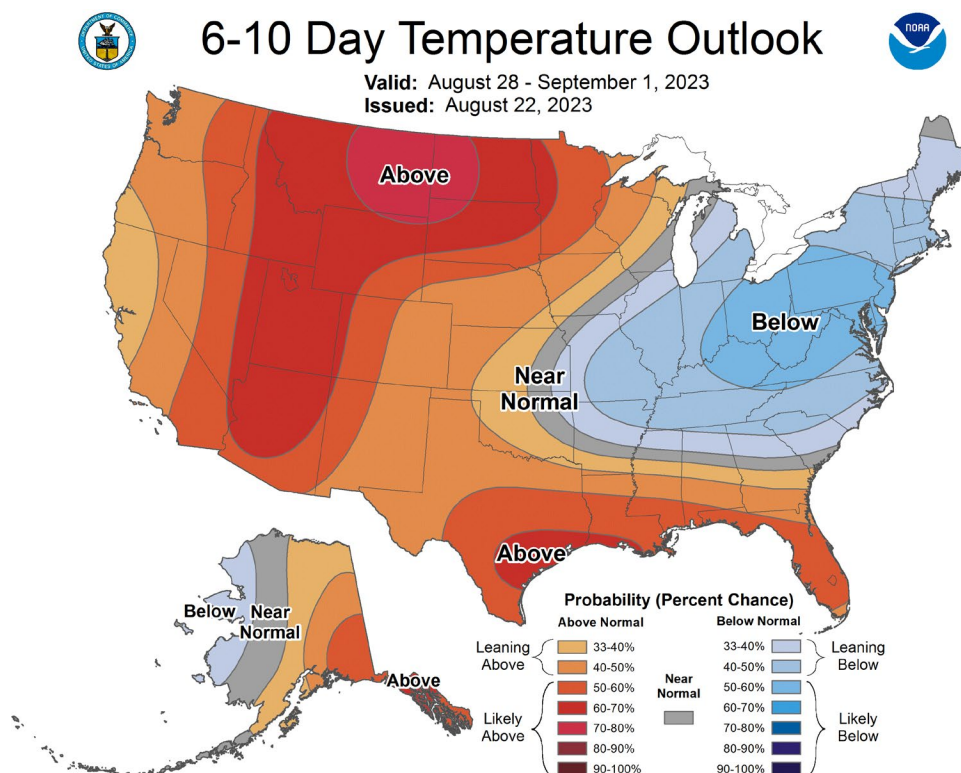 6-10 Day Temperature Outlook
Valid: August 28 - September 1, 2023
Issued: August 22, 2023
NOAA
Above
Below
Near
Normal
Above
Below
Near
Normal
Above
Probability (Percent Chance)
Above Normal
Below Normal
Leaning
Above
33-40%
40-50%
Likely
Above
50-60%
60-70%
70-80%
80-90%
90-100%
Near
Normal
33-40%
40-50%
Leaning
Below
50-60%
60-70%
70-80%
80-90%
90-100%
Likely
Below